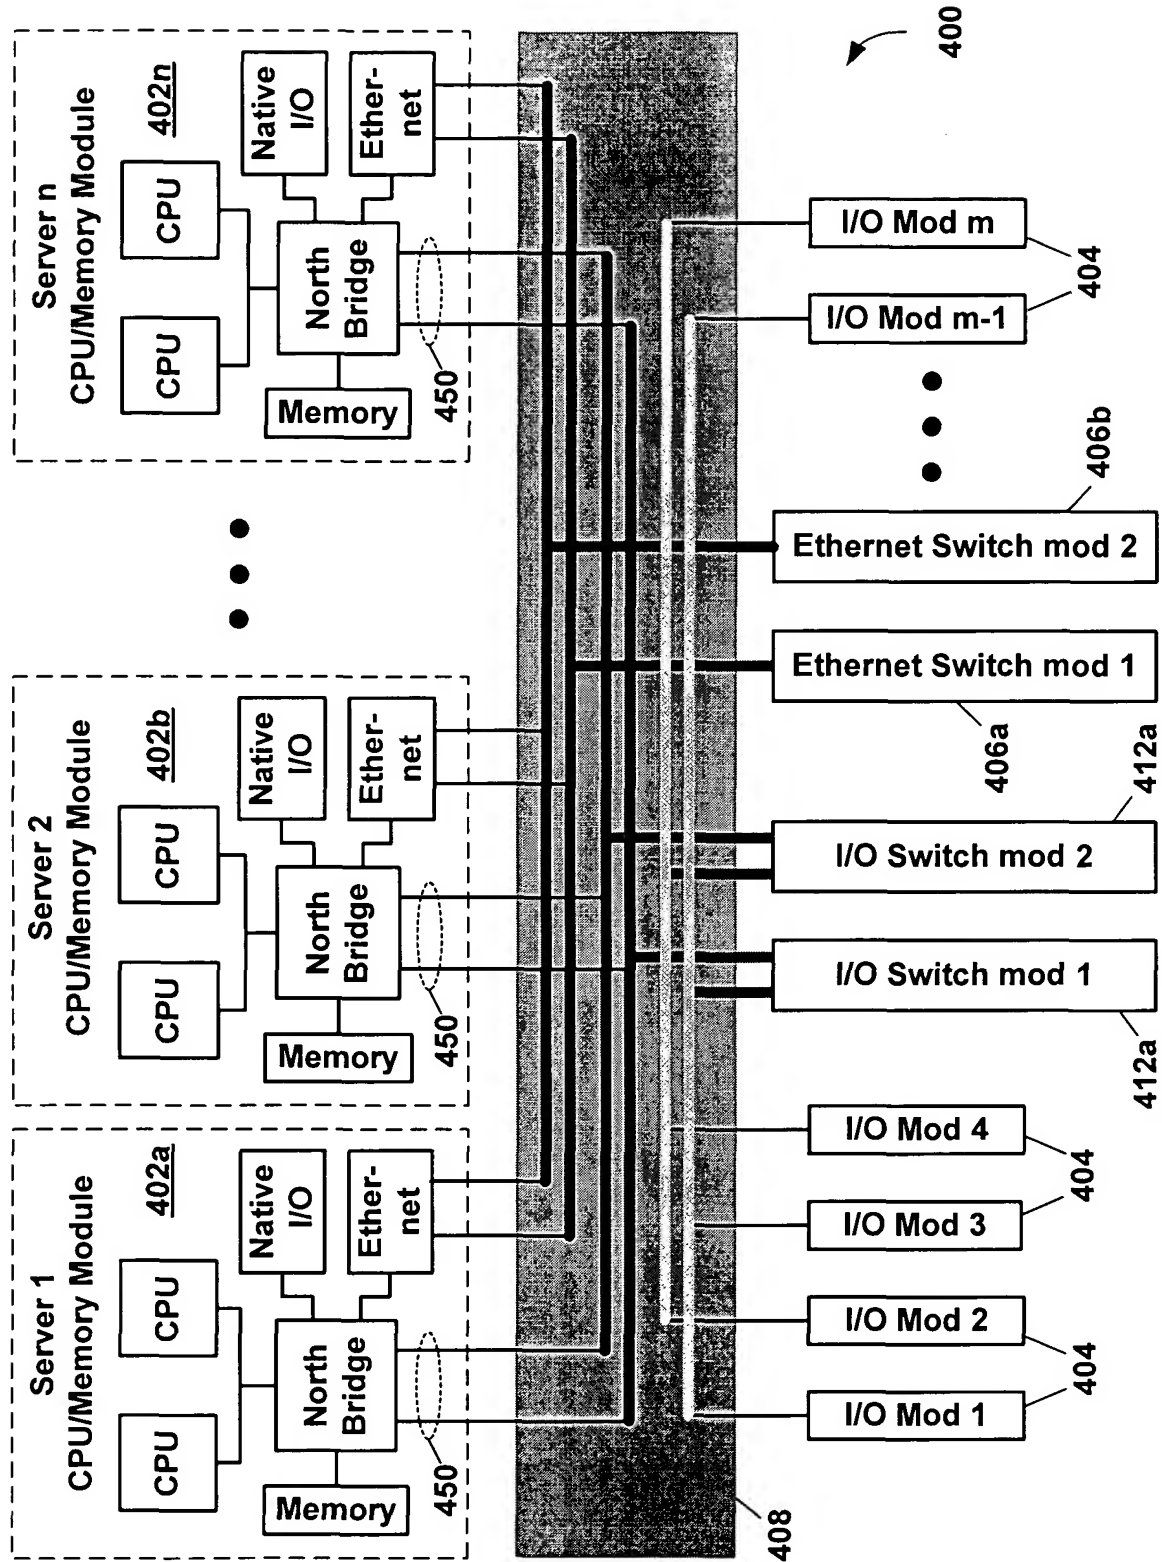 400
Server 1
CPU/Memory Module
402a
CPU
CPU
Native
I/O
Memory
North
Bridge
Ether-
net
450
Server 2
CPU/Memory Module
402b
CPU
CPU
Native
I/O
Memory
North
Bridge
Ether-
net
450
Server n
CPU/Memory Module
402n
CPU
CPU
Native
I/O
Memory
North
Bridge
Ether-
net
450
408
I/O Mod 1
I/O Mod 2
404
I/O Mod 3
I/O Mod 4
404
I/O Switch mod 1
412a
I/O Switch mod 2
412a
Ethernet Switch mod 1
406a
Ethernet Switch mod 2
406b
I/O Mod m-1
I/O Mod m
404